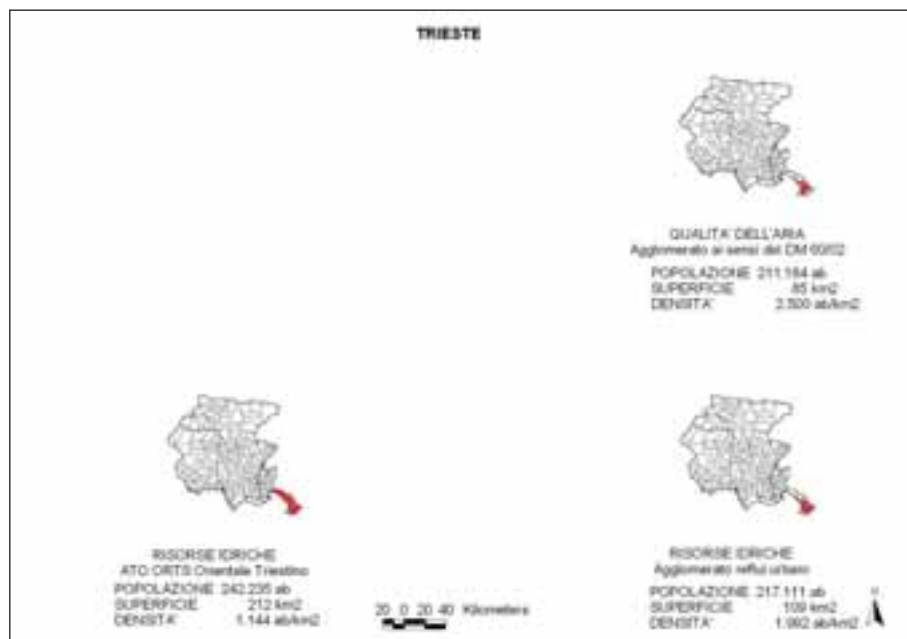 TRIESTE
QUALITA' DELL'ARIA
Agglomerato ai sensi del DM 60/02
POPOLAZIONE 211.184 ab
SUPERFICIE 85 km2
DENSITA' 2.500 ab/km2
RISORSE IDRICHE
ATO ORTS Orientale Triestino
POPOLAZIONE 242.235 ab
SUPERFICIE 212 km2
DENSITA' 1.144 ab/km2
20 0 20 40 Kilometers
RISORSE IDRICHE
Agglomerato reflui urbano
POPOLAZIONE 217.111 ab
SUPERFICIE 109 km2
DENSITA' 1.992 ab/km2